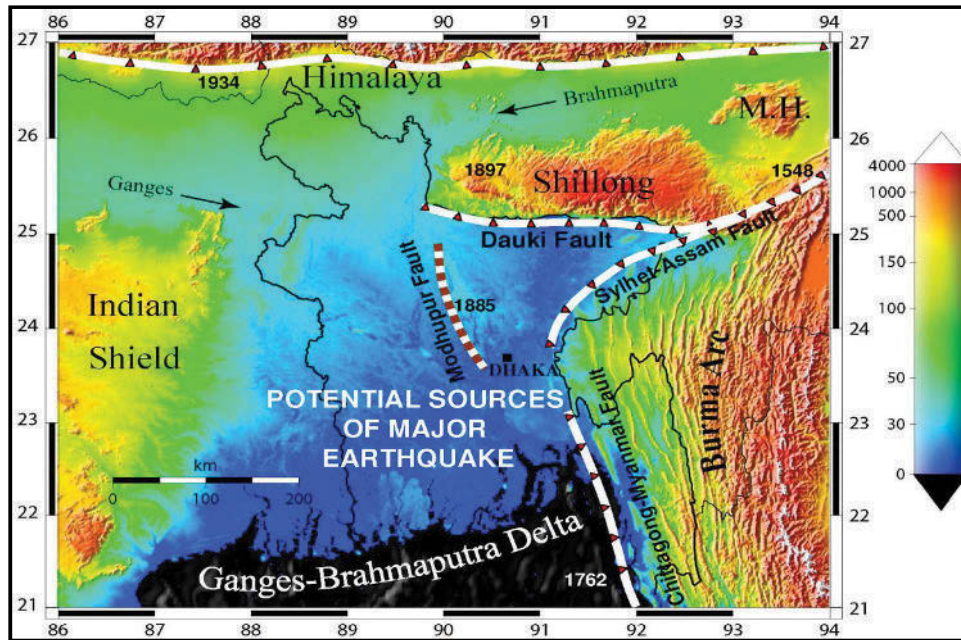 86 87 88 89 90 91 92 93 94
27 27
Himalaya
1934
Brahmaputra
M.H.
26 26
1897
1548
Ganges
Shillong
25 25
Dauki Fault
Sylhet-Assam Fault
Modhupur Fault
1885
Indian
Shield
24 24
DHAKA
POTENTIAL SOURCES
OF MAJOR
EARTHQUAKE
23 23
Chittagong-Myanmak Fault
Burma Arc
km
0 100 200
22 22
Ganges-Brahmaputra Delta
1762
21 21
86 87 88 89 90 91 92 93 94
4000
1000
500
150
100
50
30
0